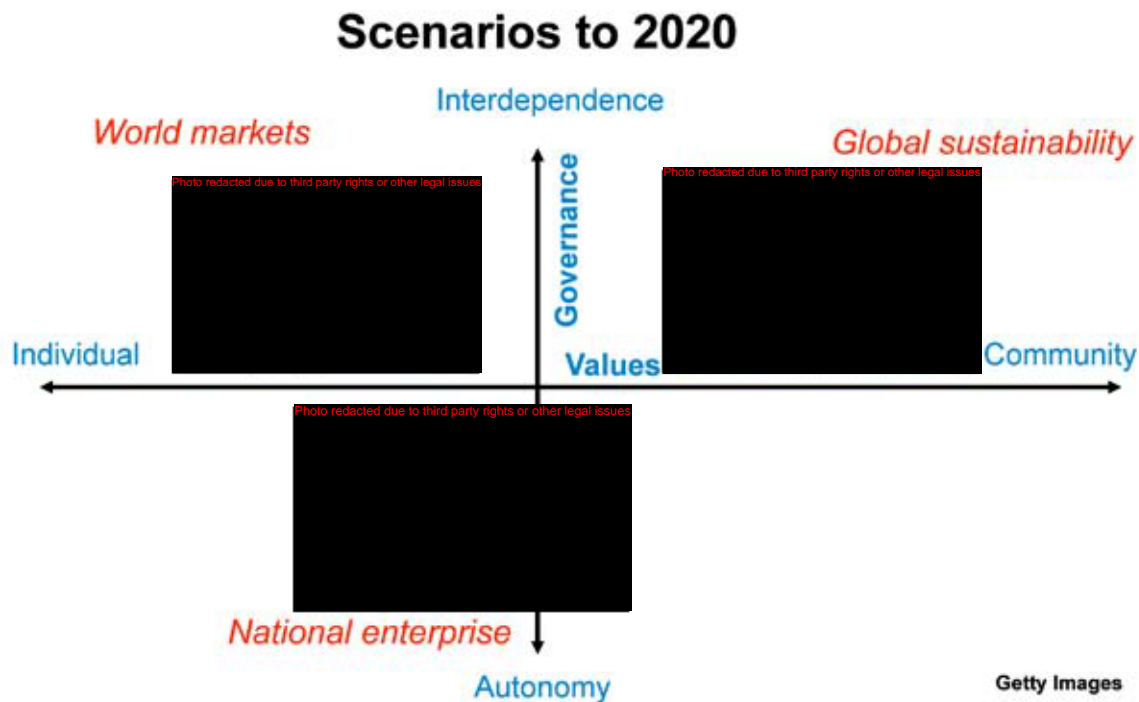 Scenarios to 2020
Interdependence
World markets
Global sustainability
Photo redacted due to third party rights or other legal issues
Photo redacted due to third party rights or other legal issues
Governance
Individual
Values
Community
Photo redacted due to third party rights or other legal issues
National enterprise
Autonomy
Getty Images